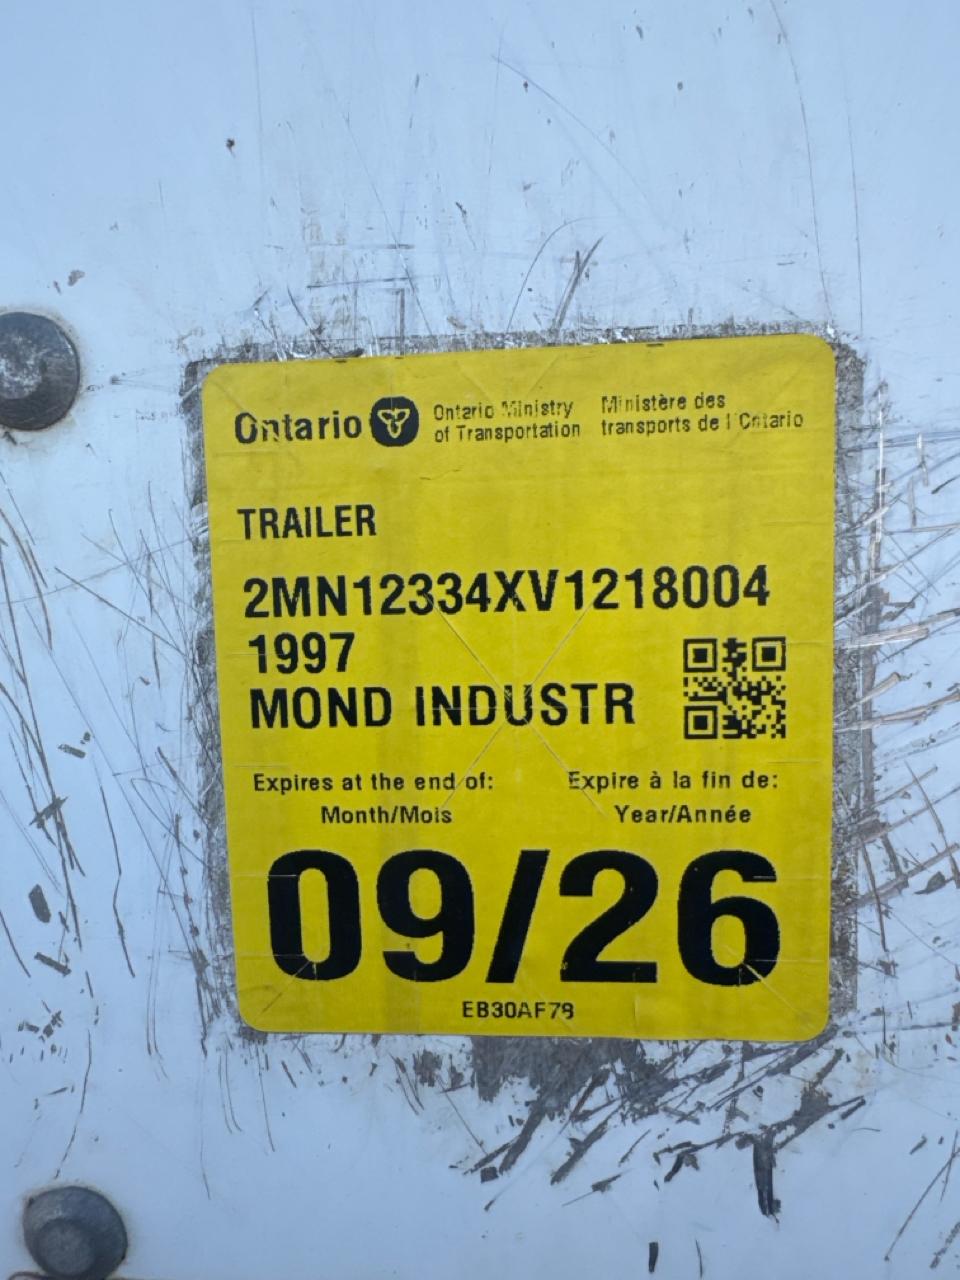 Ontario
Ontario Ministry
of Transportation
Ministère des
transports de l'Ontario
TRAILER
2MN12334XV1218004
1997
MOND INDUSTR
Expires at the end of:
Month/Mois
Expire à la fin de:
Year/Année
09/26
EB30AF79